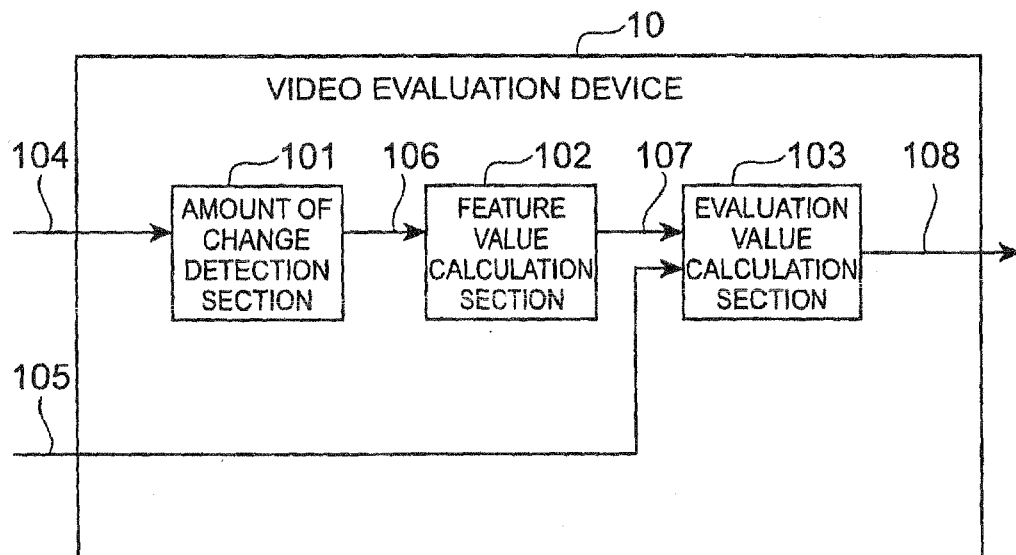 10
VIDEO EVALUATION DEVICE
104
101
106
102
107
103
108
AMOUNT OF
CHANGE
DETECTION
SECTION
FEATURE
VALUE
CALCULATION
SECTION
EVALUATION
VALUE
CALCULATION
SECTION
105